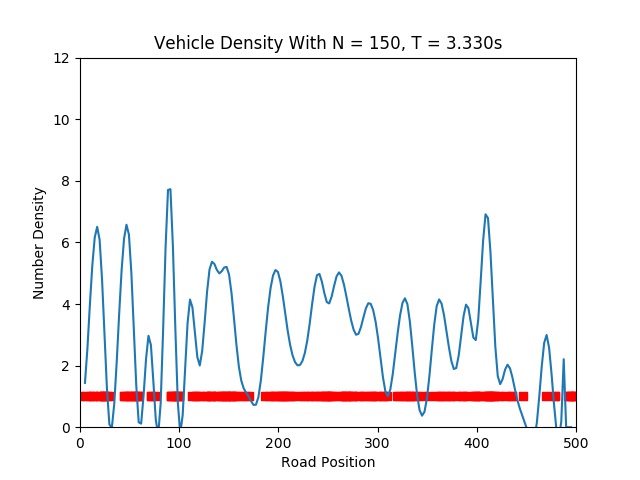 Vehicle Density With N = 150, T = 3.330s
12
10
8
6
4
2
0
Number Density
0 100 200 300 400 500
Road Position